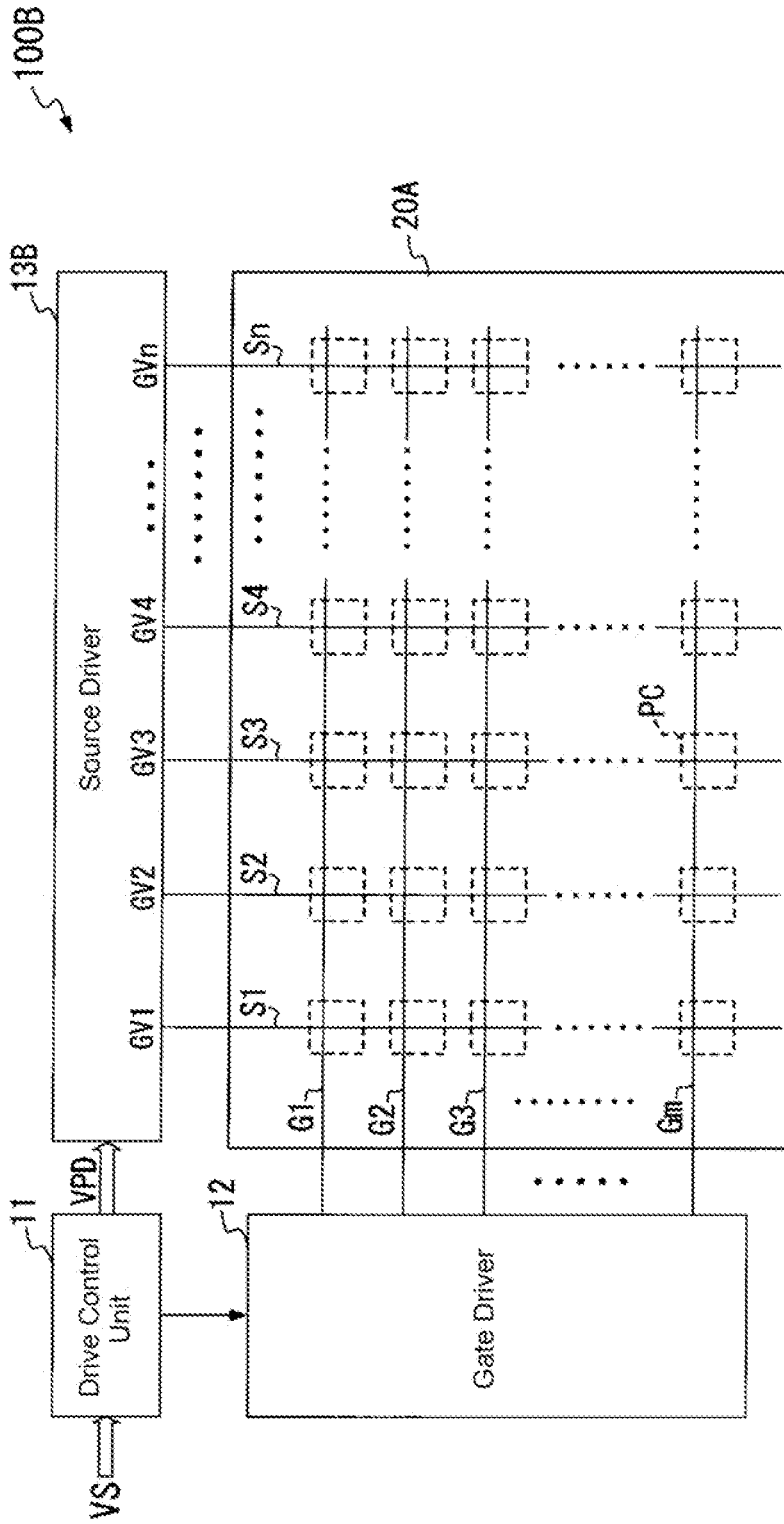 100B
VS
11
Drive Control
Unit
VPD
13B
Source Driver
GV1
GV2
GV3
GV4
GVn
12
Gate Driver
20A
S1
S2
S3
S4
Sn
G1
G2
G3
Gm
PC